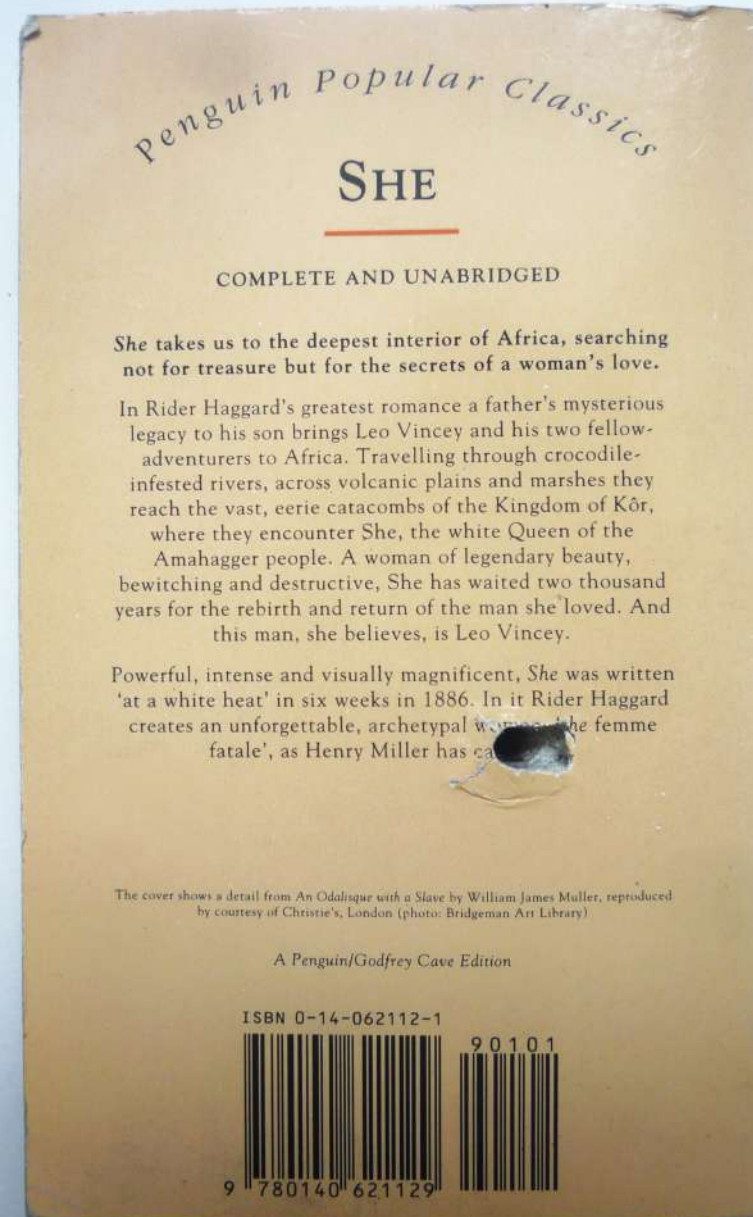 Penguin Popular Classics
SHE
COMPLETE AND UNABRIDGED
She takes us to the deepest interior of Africa, searching
not for treasure but for the secrets of a woman's love.
In Rider Haggard's greatest romance a father's mysterious
legacy to his son brings Leo Vincey and his two fellow-
adventurers to Africa. Travelling through crocodile-
infested rivers, across volcanic plains and marshes they
reach the vast, eerie catacombs of the Kingdom of Kôr,
where they encounter She, the white Queen of the
Amahagger people. A woman of legendary beauty,
bewitching and destructive, She has waited two thousand
years for the rebirth and return of the man she loved. And
this man, she believes, is Leo Vincey.
Powerful, intense and visually magnificent, She was written
'at a white heat' in six weeks in 1886. In it Rider Haggard
creates an unforgettable, archetypal femme
fatale', as Henry Miller has
The cover shows a detail from An Odalisque with a Slave by William James Muller, reproduced
by courtesy of Christie's, London (photo: Bridgeman Art Library)
A Penguin/Godfrey Cave Edition
ISBN 0-14-062112-1
90101
9 780140 621129